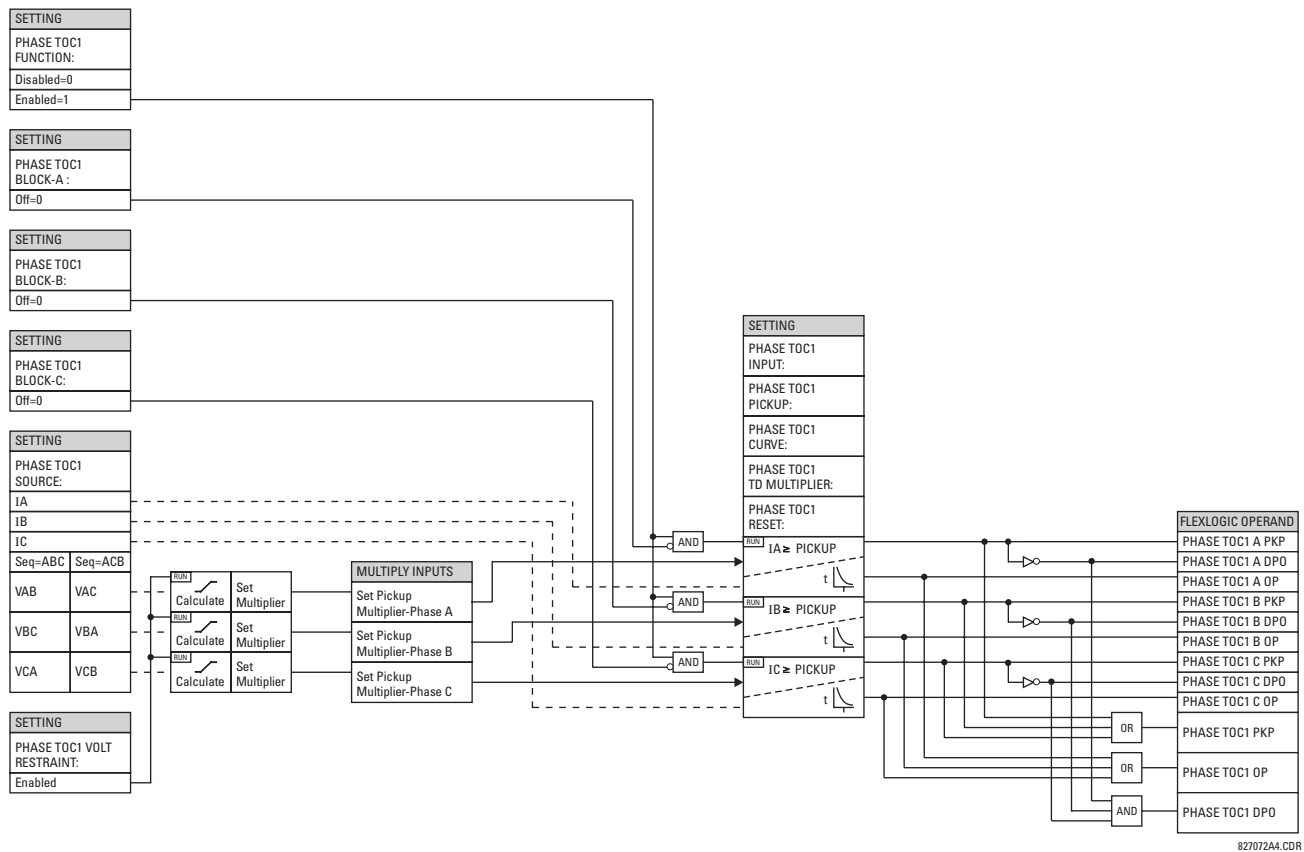 SETTING
PHASE TOC1
FUNCTION:
Disabled=0
Enabled=1
SETTING
PHASE TOC1
BLOCK-A :
Off=0
SETTING
PHASE TOC1
BLOCK-B:
Off=0
SETTING
PHASE TOC1
BLOCK-C:
Off=0
SETTING
PHASE TOC1
SOURCE:
IA
IB
IC
Seq=ABC Seq=ACB
VAB VAC
VBC VBA
VCA VCB
SETTING
PHASE TOC1 VOLT
RESTRAINT:
Enabled
RUN
Calculate
Set
Multiplier
RUN
Calculate
Set
Multiplier
RUN
Calculate
Set
Multiplier
MULTIPLY INPUTS
Set Pickup
Multiplier-Phase A
Set Pickup
Multiplier-Phase B
Set Pickup
Multiplier-Phase C
AND
AND
AND
SETTING
PHASE TOC1
INPUT:
PHASE TOC1
PICKUP:
PHASE TOC1
CURVE:
PHASE TOC1
TD MULTIPLIER:
PHASE TOC1
RESET:
RUN IA ≥ PICKUP
t
RUN IB ≥ PICKUP
t
RUN IC ≥ PICKUP
t
OR
OR
AND
FLEXLOGIC OPERAND
PHASE TOC1 A PKP
PHASE TOC1 A DPO
PHASE TOC1 A OP
PHASE TOC1 B PKP
PHASE TOC1 B DPO
PHASE TOC1 B OP
PHASE TOC1 C PKP
PHASE TOC1 C DPO
PHASE TOC1 C OP
PHASE TOC1 PKP
PHASE TOC1 OP
PHASE TOC1 DPO
827072A4.CDR